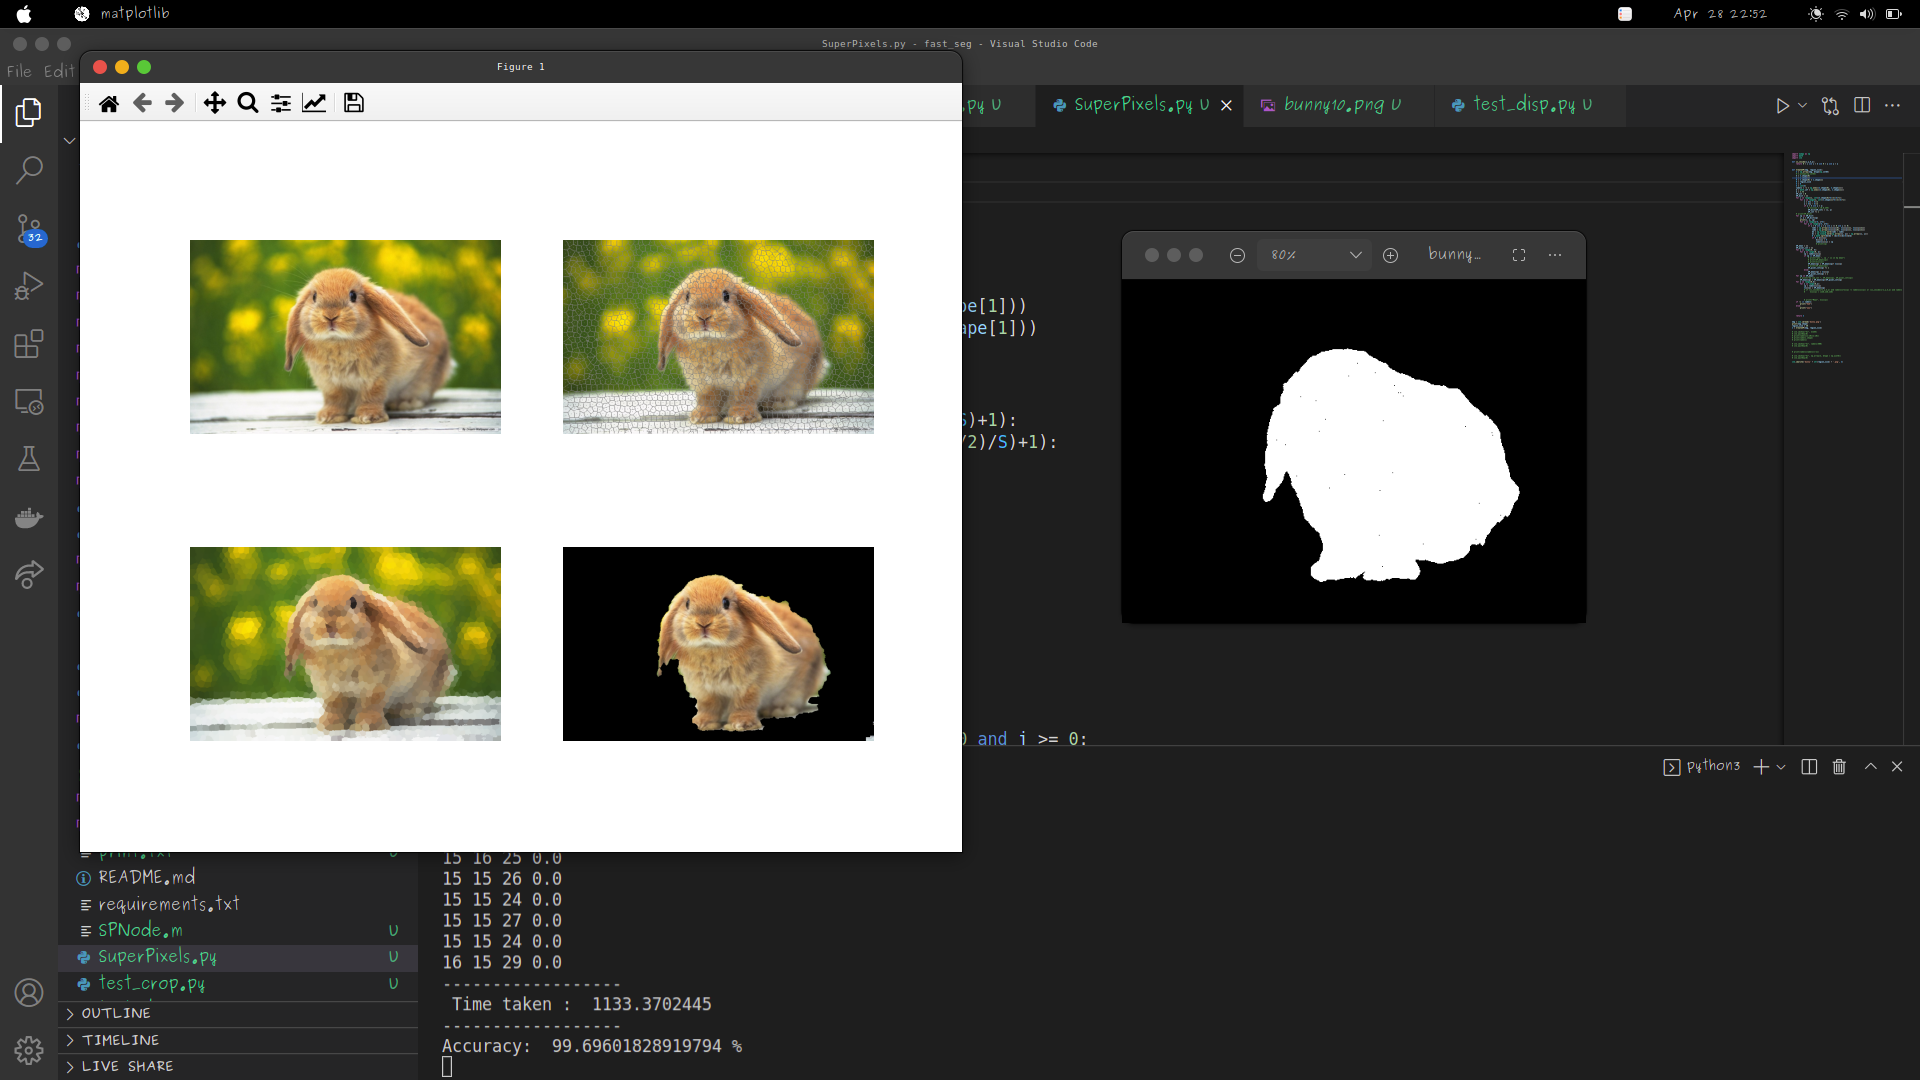 matplotlib
Apr 28 22:52
SuperPixels.py - fast_seg - Visual Studio Code
File Edit
Figure 1
.py U
SuperPixels.py U
bunny10.png U
test_disp.py U
32
80%
bunny...
pe[1]))
ape[1]))
S)+1):
/2)/S)+1):
) and j >= 0:
python3
print.txt U
README.md
requirements.txt
SPNode.m U
SuperPixels.py U
test_crop.py U
OUTLINE
TIMELINE
LIVE SHARE
15 16 25 0.0
15 15 26 0.0
15 15 24 0.0
15 15 27 0.0
15 15 24 0.0
16 15 29 0.0
------------------
Time taken :  1133.3702445
------------------
Accuracy:  99.69601828919794 %